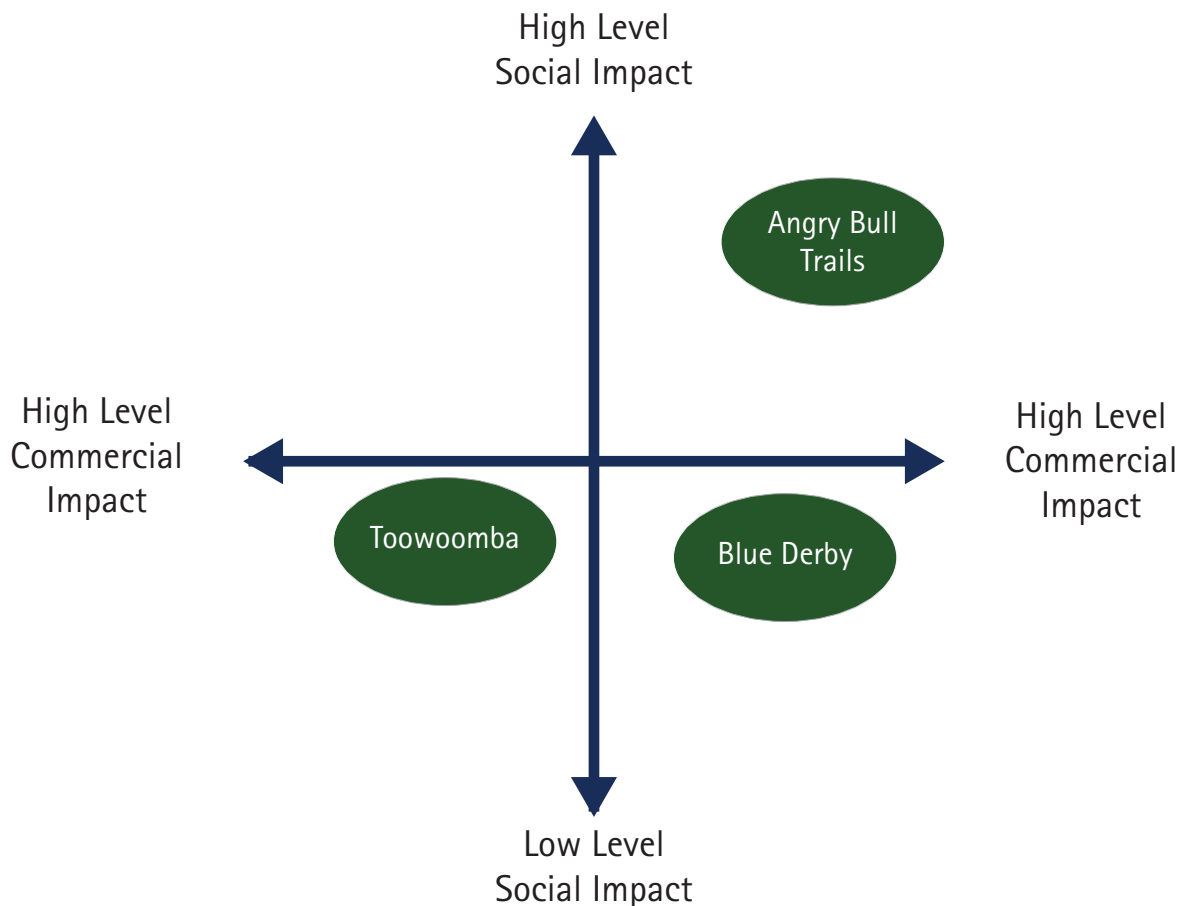 High Level
Social Impact
Angry Bull
Trails
High Level
Commercial
Impact
High Level
Commercial
Impact
Toowoomba
Blue Derby
Low Level
Social Impact